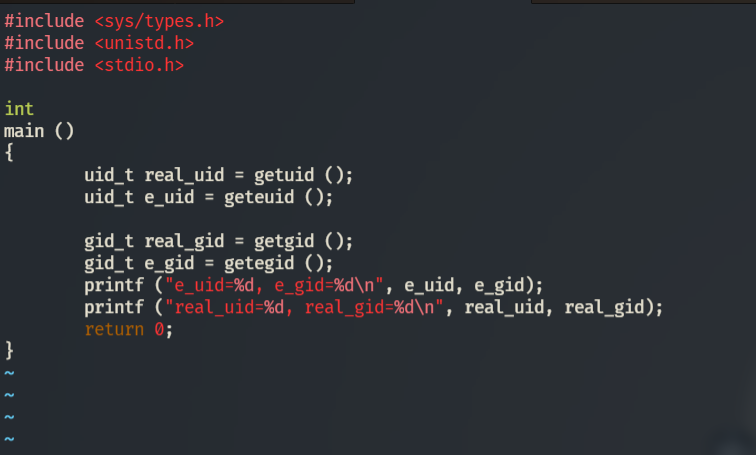 #include <sys/types.h>
#include <unistd.h>
#include <stdio.h>

int
main ()
{
        uid_t real_uid = getuid ();
        uid_t e_uid = geteuid ();

        gid_t real_gid = getgid ();
        gid_t e_gid = getegid ();
        printf ("e_uid=%d, e_gid=%d\n", e_uid, e_gid);
        printf ("real_uid=%d, real_gid=%d\n", real_uid, real_gid);
        return 0;
}
~
~
~
~